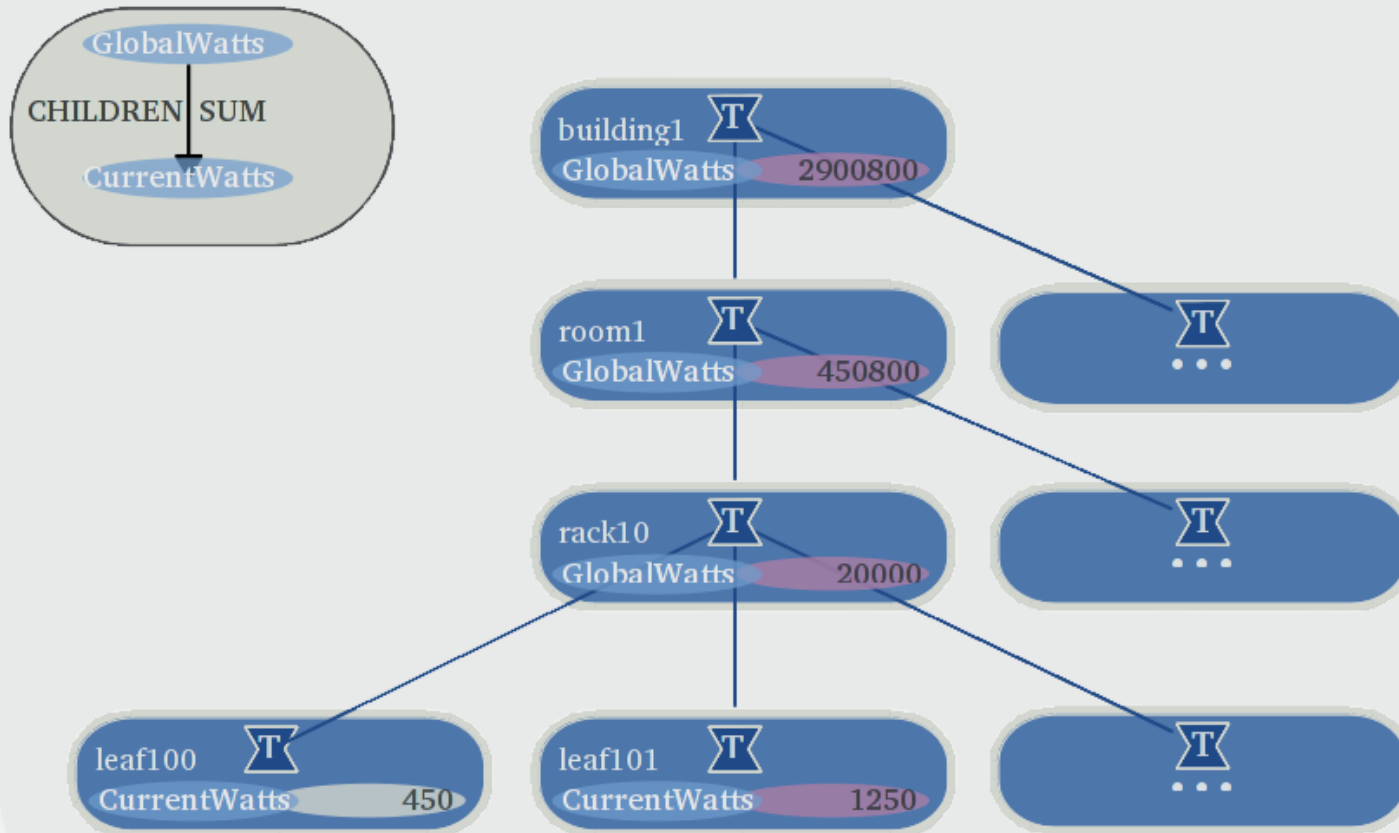 GlobalWatts
CHILDREN SUM
CurrentWatts
T
building1
GlobalWatts 2900800
T
room1
GlobalWatts 450800
T
...
T
rack10
GlobalWatts 20000
T
...
T
leaf100
CurrentWatts 450
T
leaf101
CurrentWatts 1250
T
...